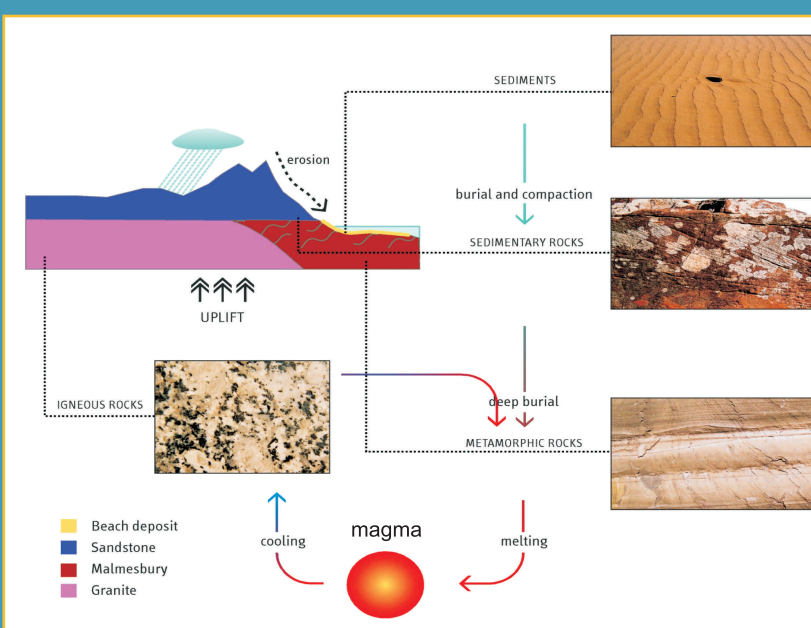 SEDIMENTS
erosion
burial and compaction
SEDIMENTARY ROCKS
UPLIFT
deep burial
IGNEOUS ROCKS
METAMORPHIC ROCKS
magma
cooling
melting
Beach deposit
Sandstone
Malmesbury
Granite